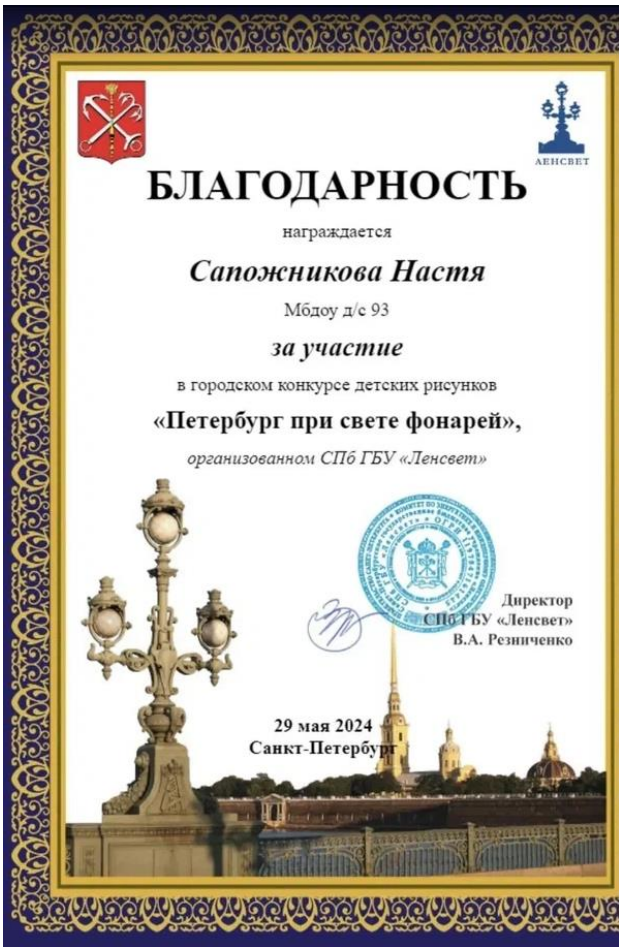 ЛЕНСВЕТ
БЛАГОДАРНОСТЬ
награждается
Сапожникова Настя
Мбдоу д/с 93
за участие
в городском конкурсе детских рисунков
«Петербург при свете фонарей»,
организованном СПб ГБУ «Ленсвет»
Директор
СПб ГБУ «Ленсвет»
В.А. Резниченко
29 мая 2024
Санкт-Петербург